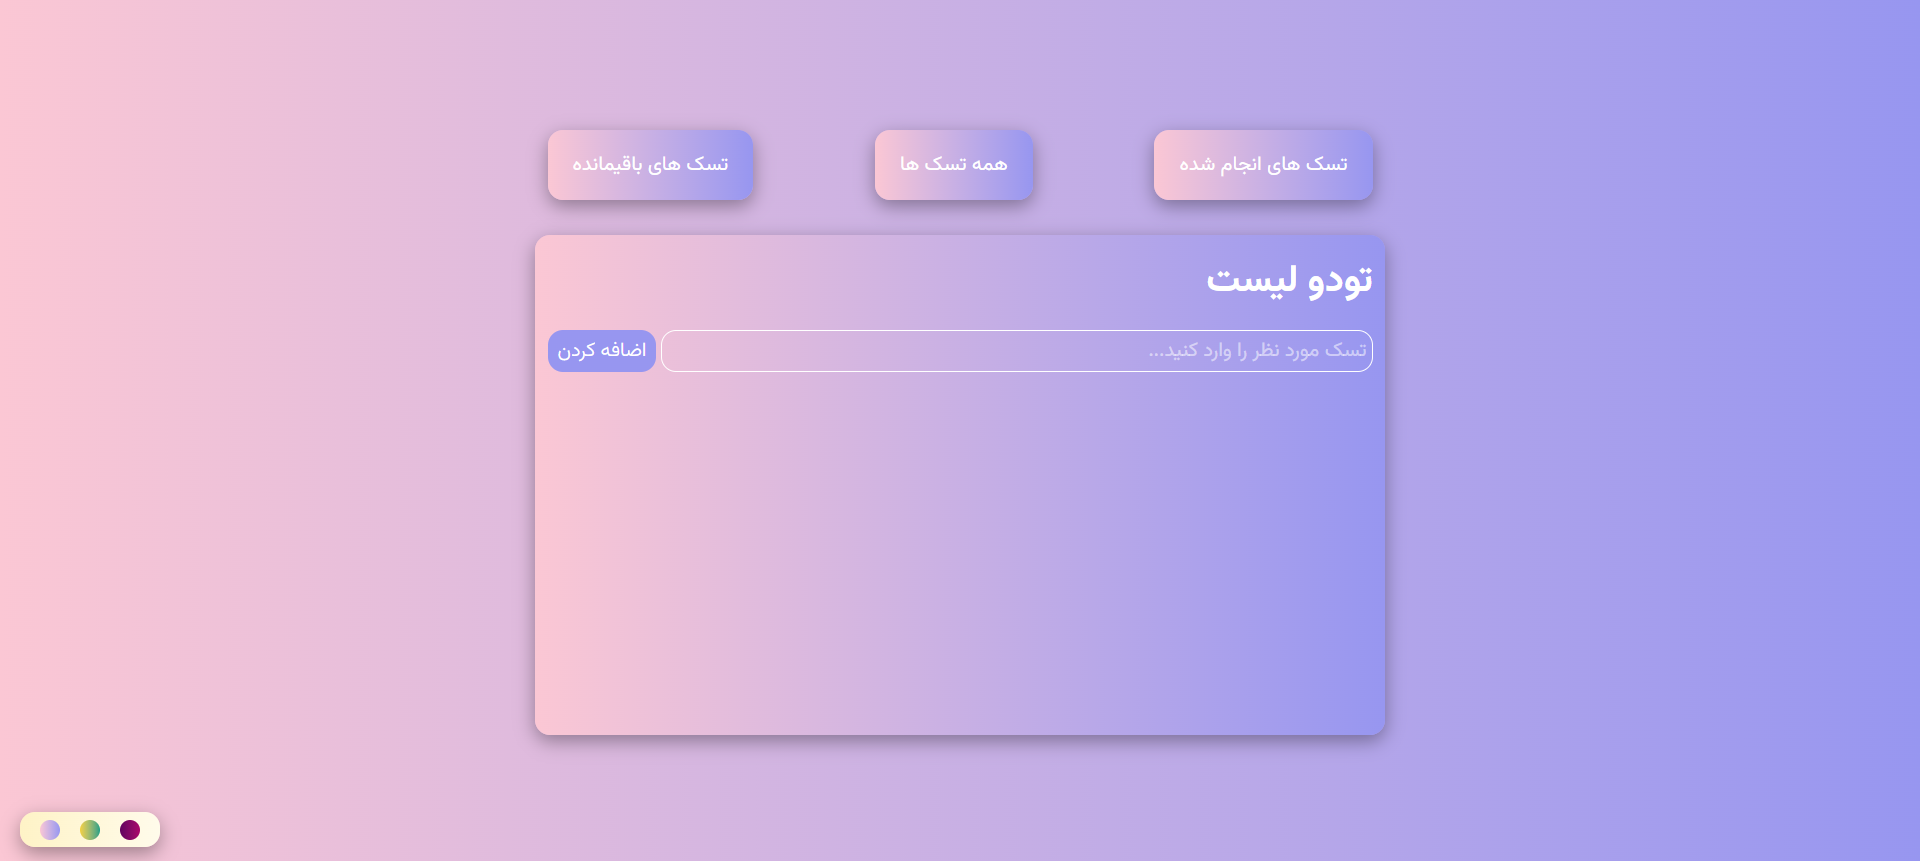 تسک های انجام شده
همه تسک ها
تسک های باقیمانده
تودو لیست
تسک مورد نظر را وارد کنید...
اضافه کردن